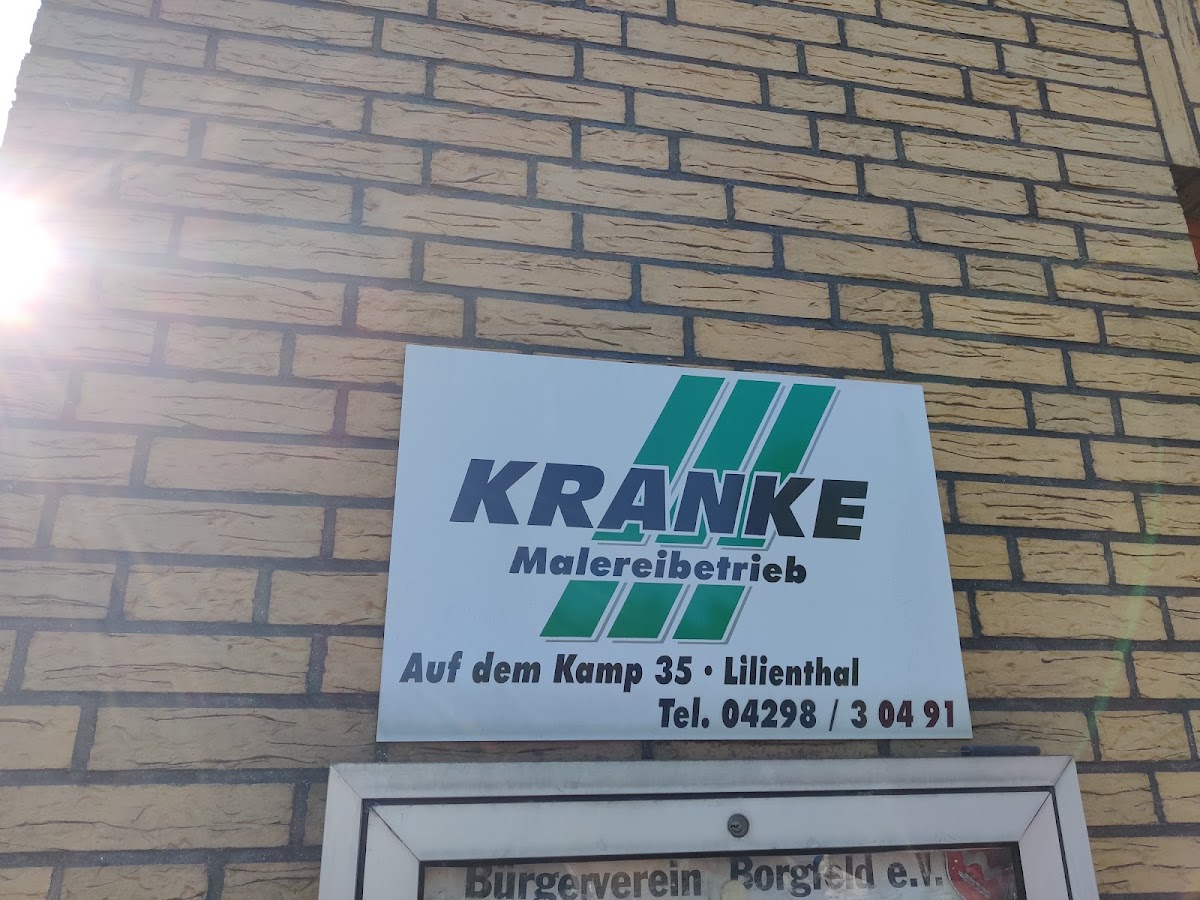 KRANKE
Malereibetrieb
Auf dem Kamp 35 • Lilienthal
Tel. 04298 / 3 04 91
Bürgerverein Borgfeld e.V.